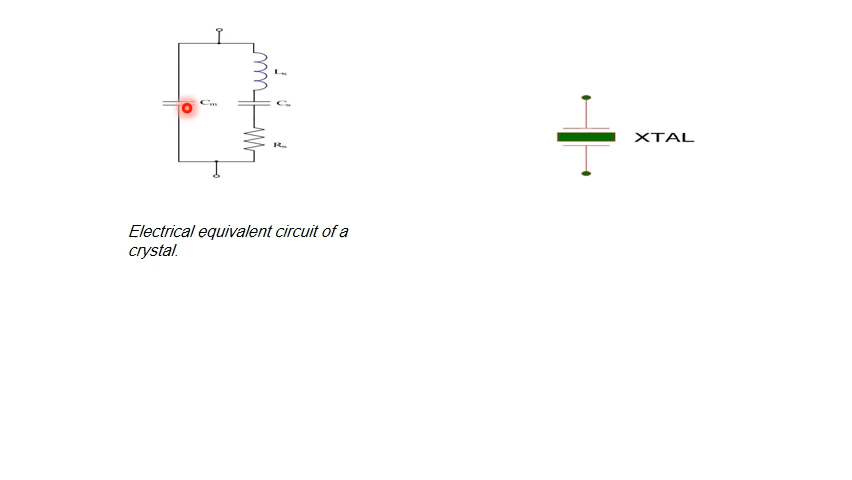 Ls
Cm
Cs
Rs
XTAL
Electrical equivalent circuit of a
crystal.